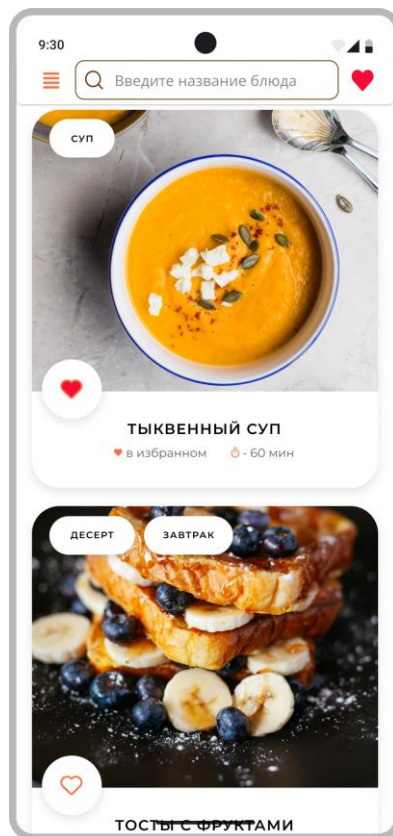 9:30
Введите название блюда
СУП
ТЫКВЕННЫЙ СУП
в избранном - 60 мин
ДЕСЕРТ ЗАВТРАК
ТОСТЫ С ФРУКТАМИ